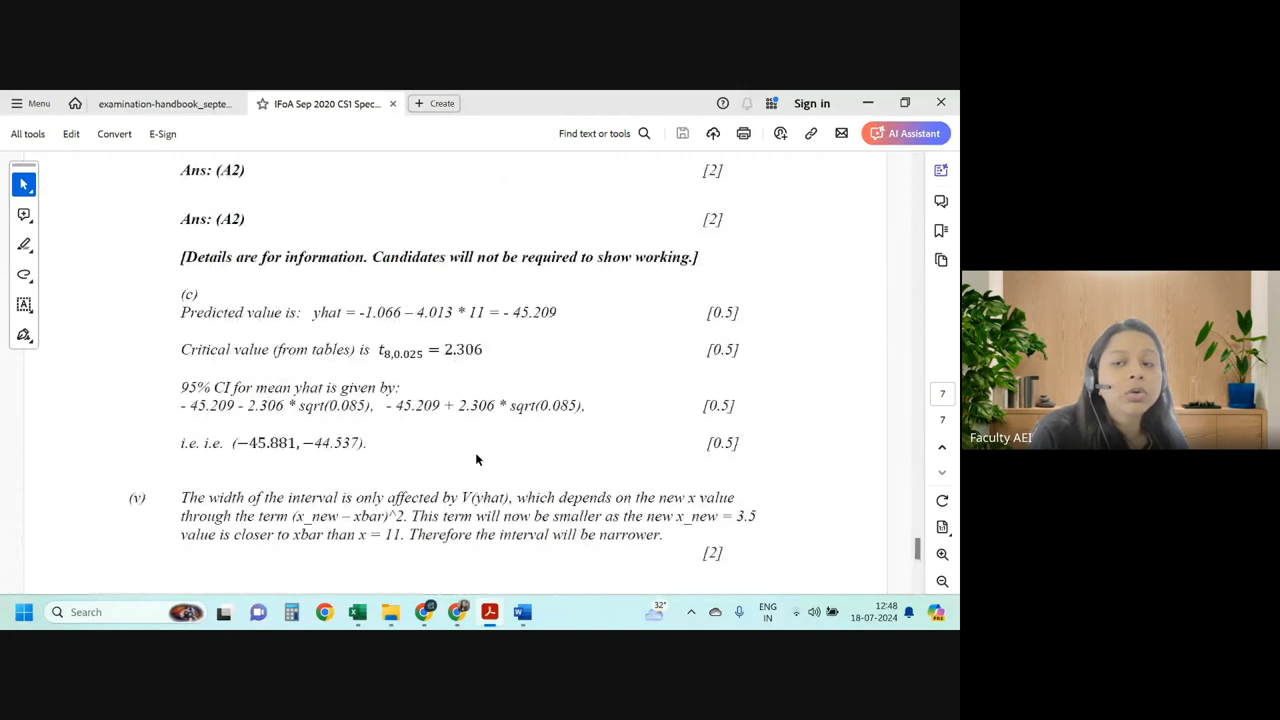 Menu
examination-handbook_septe...
IFoA Sep 2020 CS1 Spec...
Create
Sign in
All tools
Edit
Convert
E-Sign
Find text or tools
AI Assistant
Ans: (A2) [2]
Ans: (A2) [2]
[Details are for information. Candidates will not be required to show working.]
(c)
Predicted value is: yhat = -1.066 – 4.013 * 11 = - 45.209 [0.5]
Critical value (from tables) is t8,0.025 = 2.306 [0.5]
95% CI for mean yhat is given by:
- 45.209 - 2.306 * sqrt(0.085), - 45.209 + 2.306 * sqrt(0.085), [0.5]
i.e. i.e. (−45.881, −44.537). [0.5]
(v) The width of the interval is only affected by V(yhat), which depends on the new x value
through the term (x_new – xbar)^2. This term will now be smaller as the new x_new = 3.5
value is closer to xbar than x = 11. Therefore the interval will be narrower.
[2]
7
7
Faculty AEI
Search
32°
ENG
IN
12:48
18-07-2024